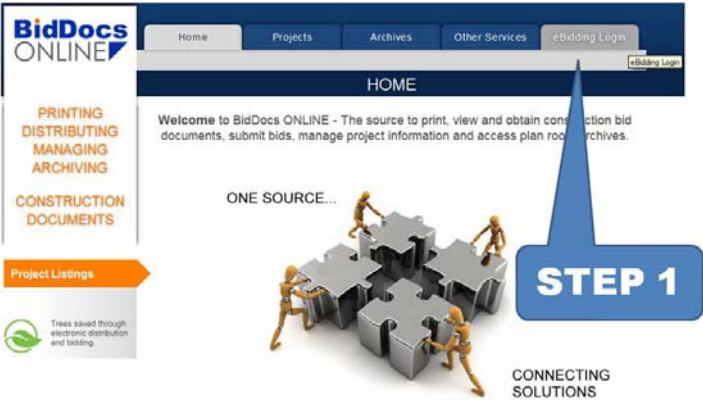 BidDocs
ONLINE
Home
Projects
Archives
Other Services
eBidding Login
eBidding Login
HOME
PRINTING
DISTRIBUTING
MANAGING
ARCHIVING
CONSTRUCTION
DOCUMENTS
Welcome to BidDocs ONLINE - The source to print, view and obtain construction bid
documents, submit bids, manage project information and access plan room archives.
ONE SOURCE...
STEP 1
Project Listings
Trees saved through
electronic distribution
and bidding.
CONNECTING
SOLUTIONS